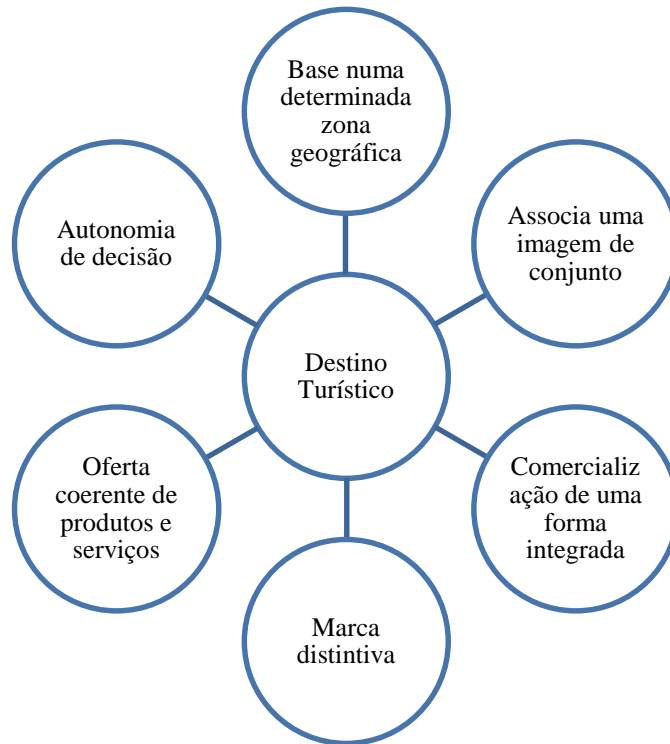 Base numa
determinada
zona
geográfica
Autonomia
de decisão
Associa uma
imagem de
conjunto
Destino
Turístico
Oferta
coerente de
produtos e
serviços
Comercializ
ação de uma
forma
integrada
Marca
distintiva